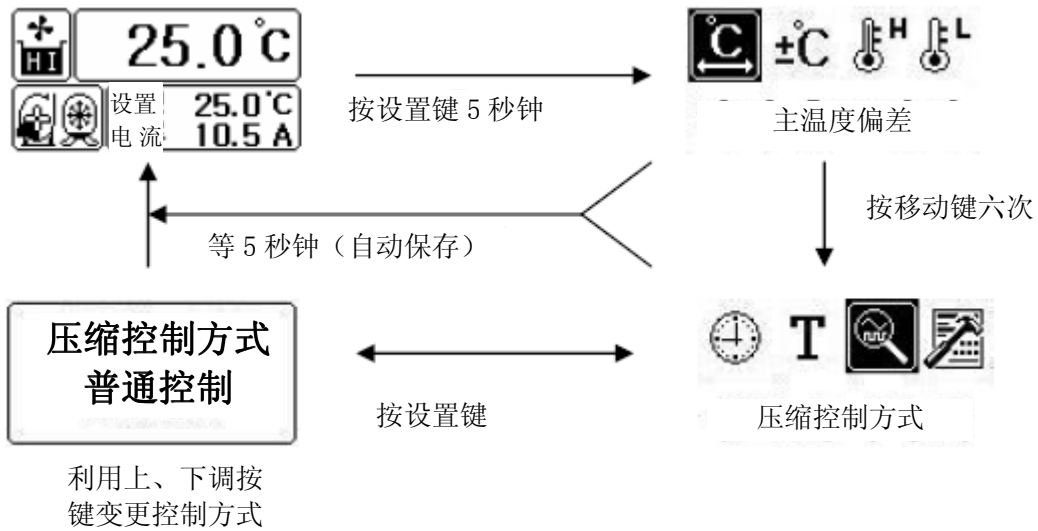 HI
25.0℃
设置 25.0℃
电流 10.5 A
按设置键 5 秒钟
℃ ±℃ H L
主温度偏差
按移动键六次
等 5 秒钟（自动保存）
压缩控制方式
普通控制
按设置键
T
压缩控制方式
利用上、下调按
键变更控制方式